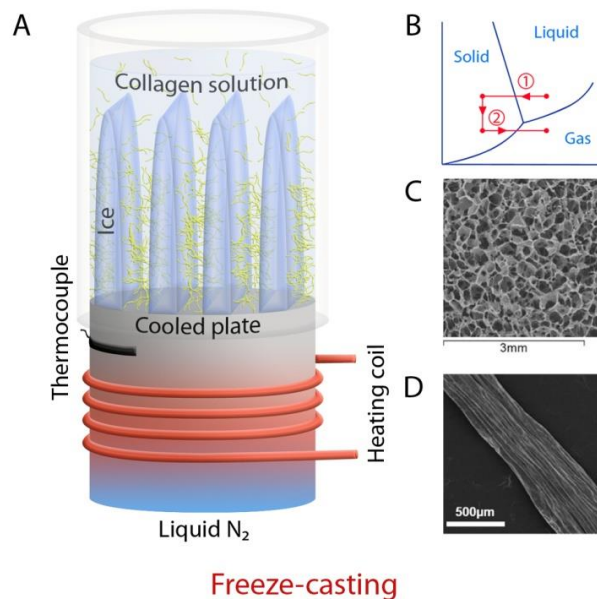 A
Collagen solution
Ice
Cooled plate
Thermocouple
Heating coil
Liquid N₂
B
Solid
Liquid
①
②
Gas
C
3mm
D
500μm
Freeze-casting